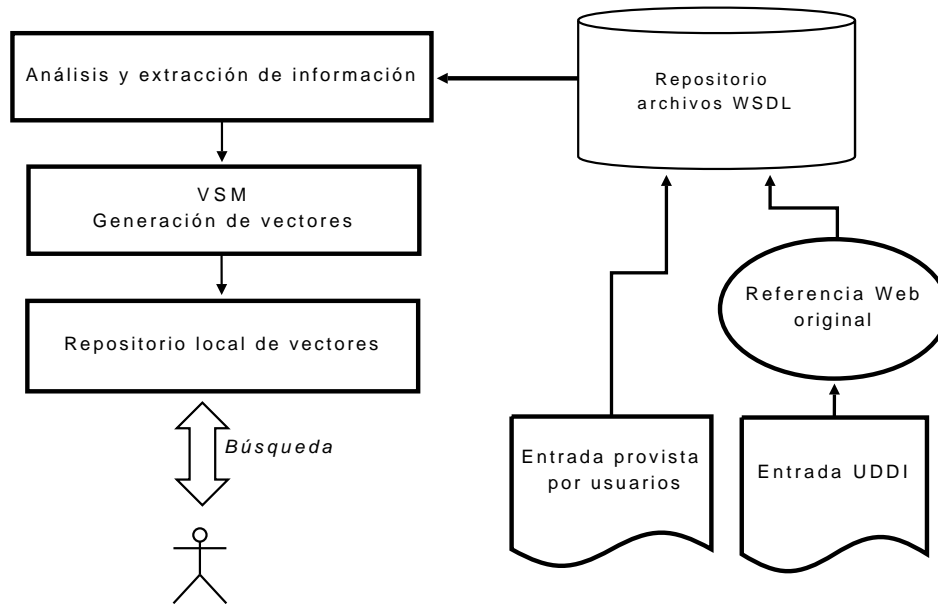 Análisis y extracción de información
Repositorio
archivos WSDL
VSM
Generación de vectores
Referencia Web
original
Repositorio local de vectores
Búsqueda
Entrada provista
por usuarios
Entrada UDDI